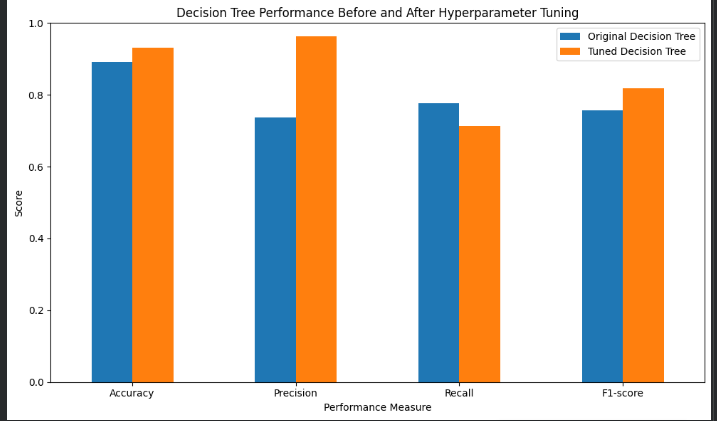 Decision Tree Performance Before and After Hyperparameter Tuning
Original Decision Tree
Tuned Decision Tree
1.0
0.8
0.6
0.4
0.2
0.0
Score
Accuracy Precision Recall F1-score
Performance Measure